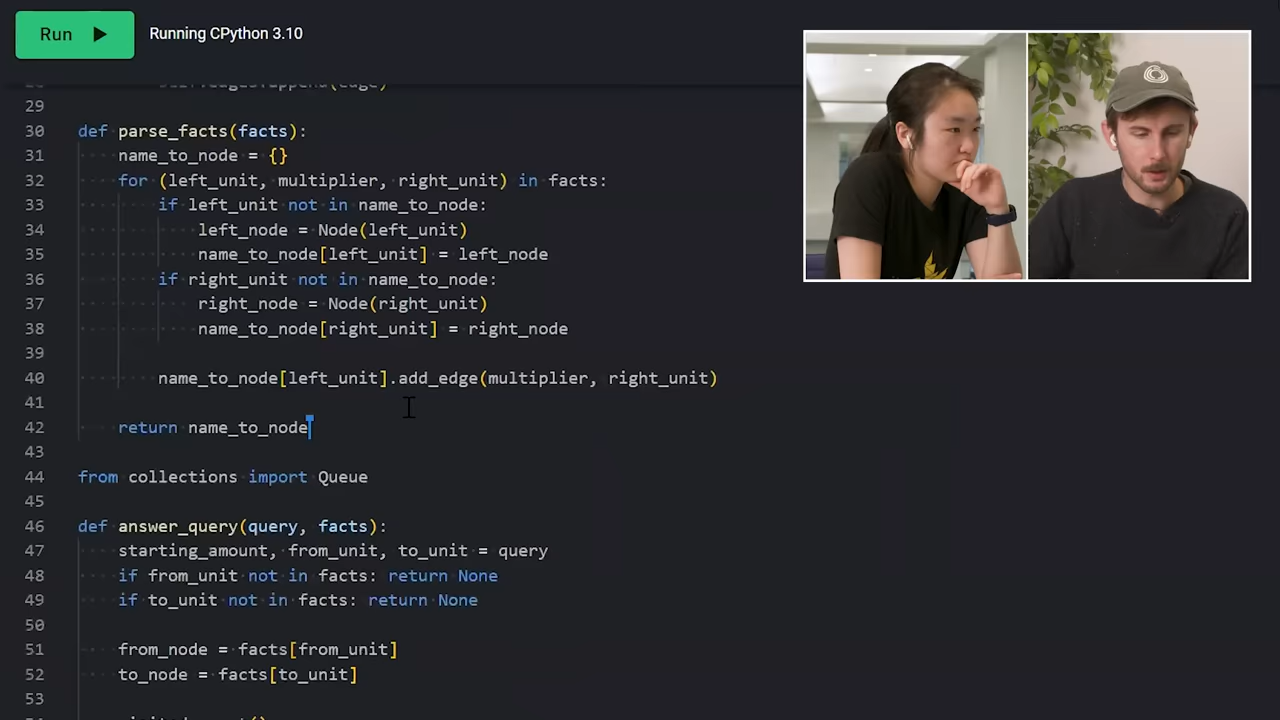 Run
Running CPython 3.10
29
30 def parse_facts(facts):
31 name_to_node = {}
32 for (left_unit, multiplier, right_unit) in facts:
33 if left_unit not in name_to_node:
34 left_node = Node(left_unit)
35 name_to_node[left_unit] = left_node
36 if right_unit not in name_to_node:
37 right_node = Node(right_unit)
38 name_to_node[right_unit] = right_node
39
40 name_to_node[left_unit].add_edge(multiplier, right_unit)
41
42 return name_to_node
43
44 from collections import Queue
45
46 def answer_query(query, facts):
47 starting_amount, from_unit, to_unit = query
48 if from_unit not in facts: return None
49 if to_unit not in facts: return None
50
51 from_node = facts[from_unit]
52 to_node = facts[to_unit]
53